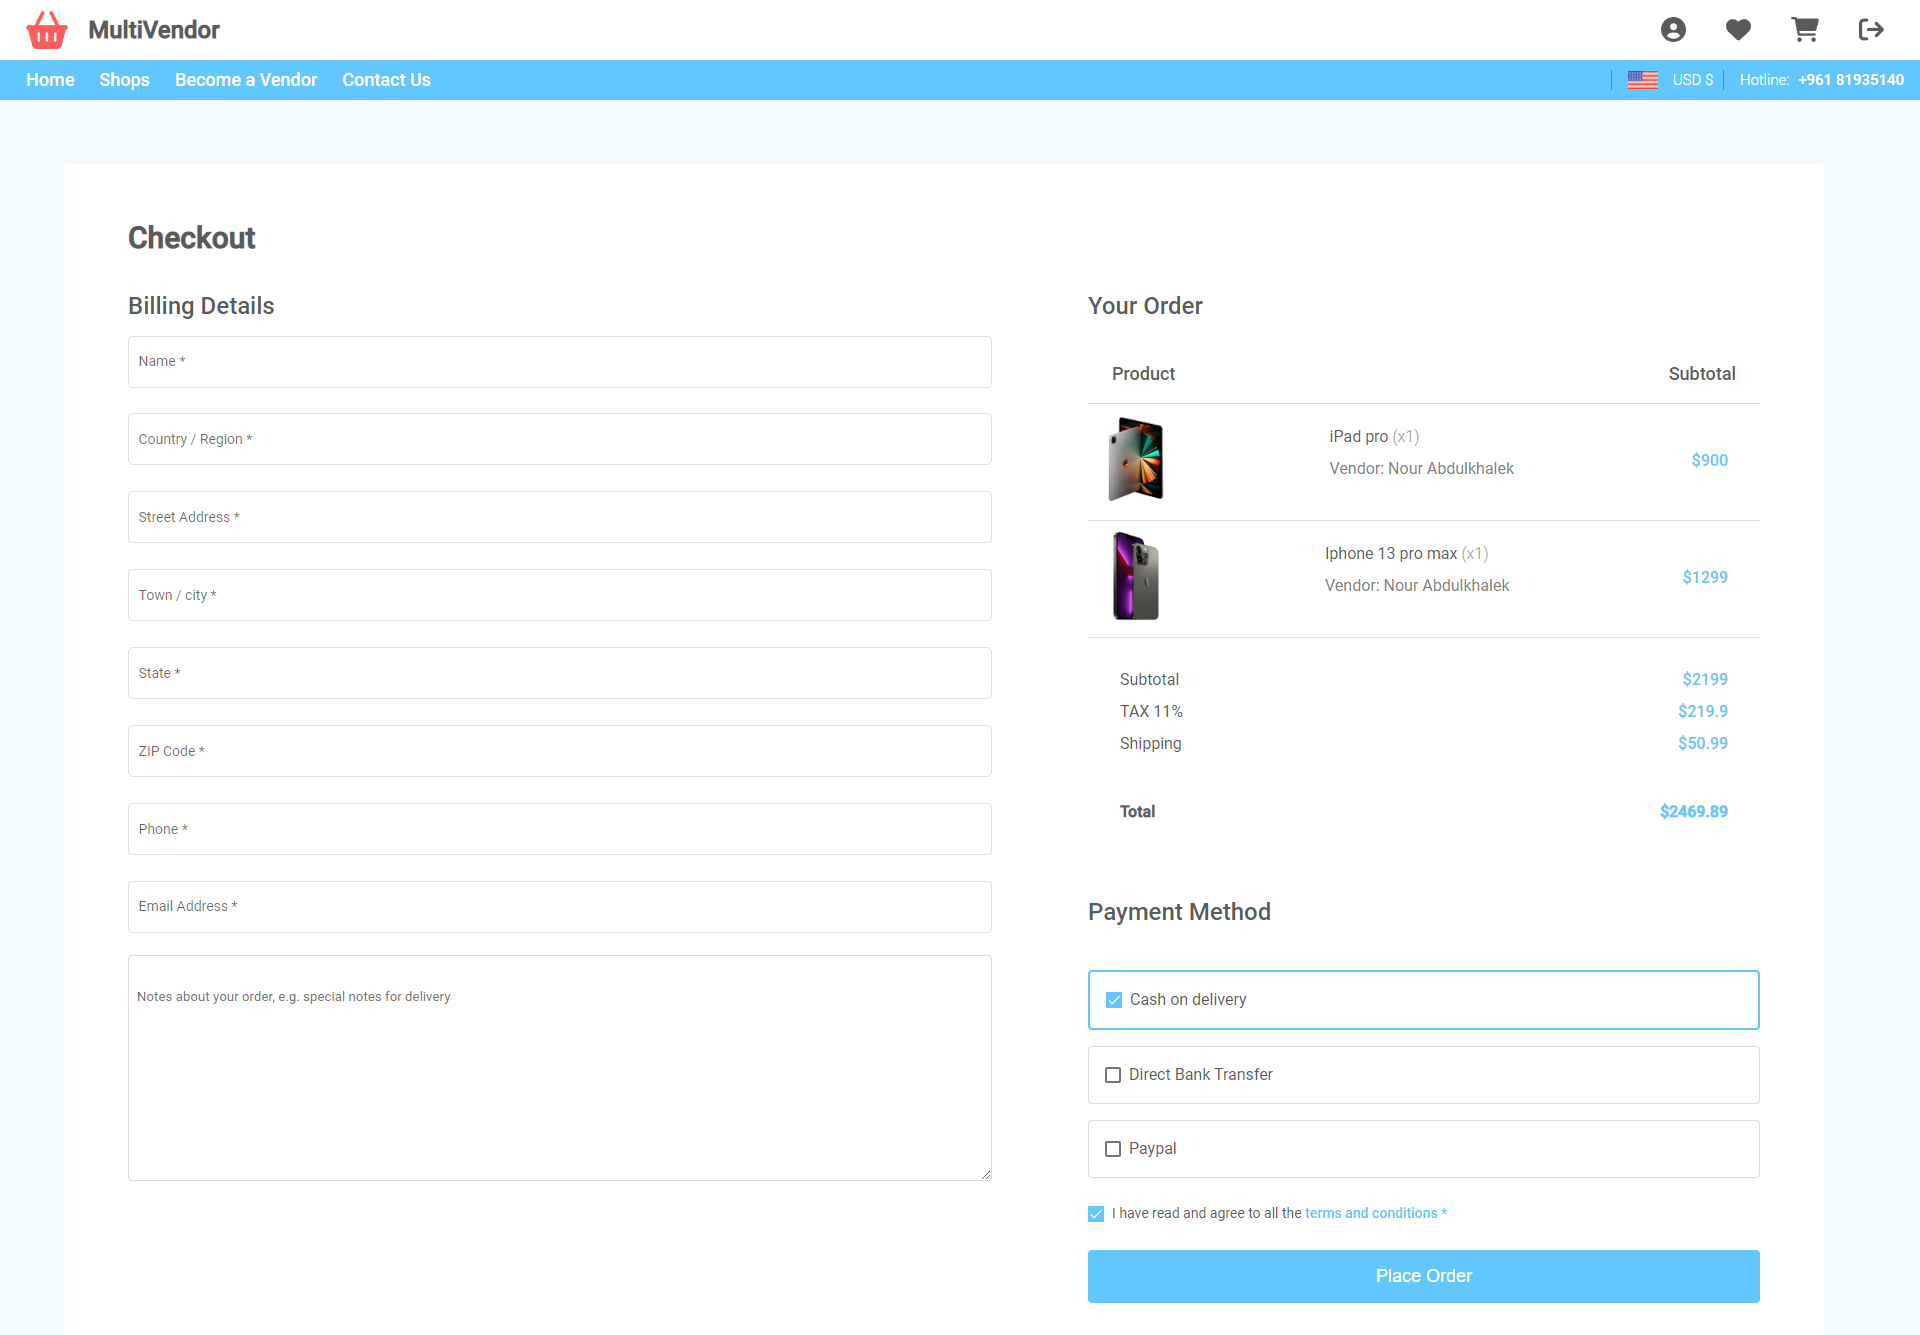 MultiVendor
Home Shops Become a Vendor Contact Us
USD $ Hotline: +961 81935140
Checkout
Billing Details
Name *
Country / Region *
Street Address *
Town / city *
State *
ZIP Code *
Phone *
Email Address *
Notes about your order, e.g. special notes for delivery
Your Order
Product Subtotal
iPad pro (x1)
Vendor: Nour Abdulkhalek
$900
Iphone 13 pro max (x1)
Vendor: Nour Abdulkhalek
$1299
Subtotal $2199
TAX 11% $219.9
Shipping $50.99
Total $2469.89
Payment Method
Cash on delivery
Direct Bank Transfer
Paypal
I have read and agree to all the terms and conditions *
Place Order